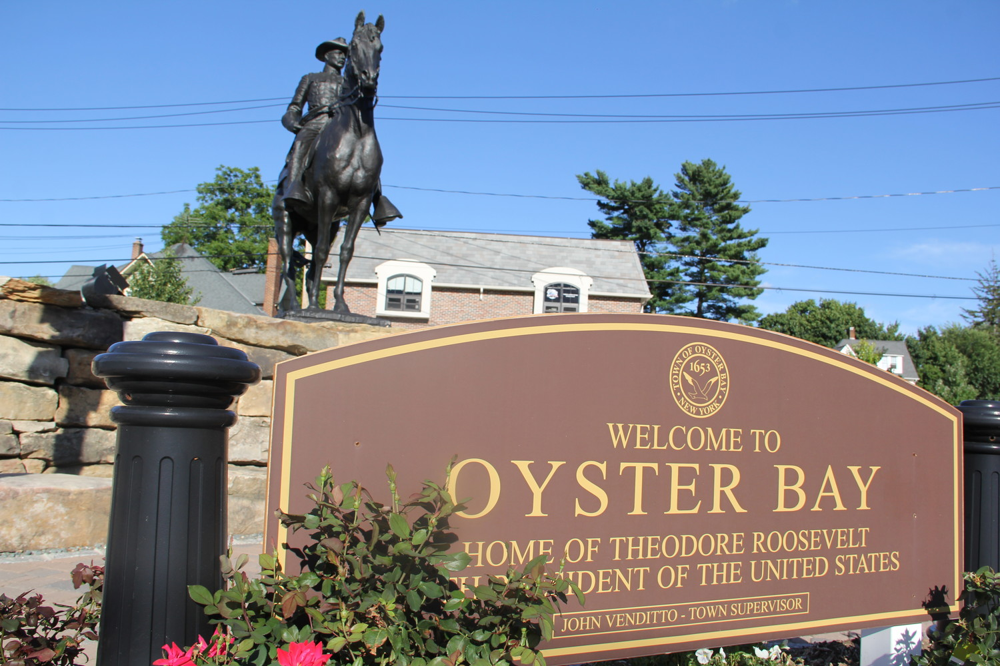 TOWN OF OYSTER BAY
1653
NEW YORK
WELCOME TO
OYSTER BAY
HOME OF THEODORE ROOSEVELT
OF THE UNITED STATES
JOHN VENDITTO - TOWN SUPERVISOR